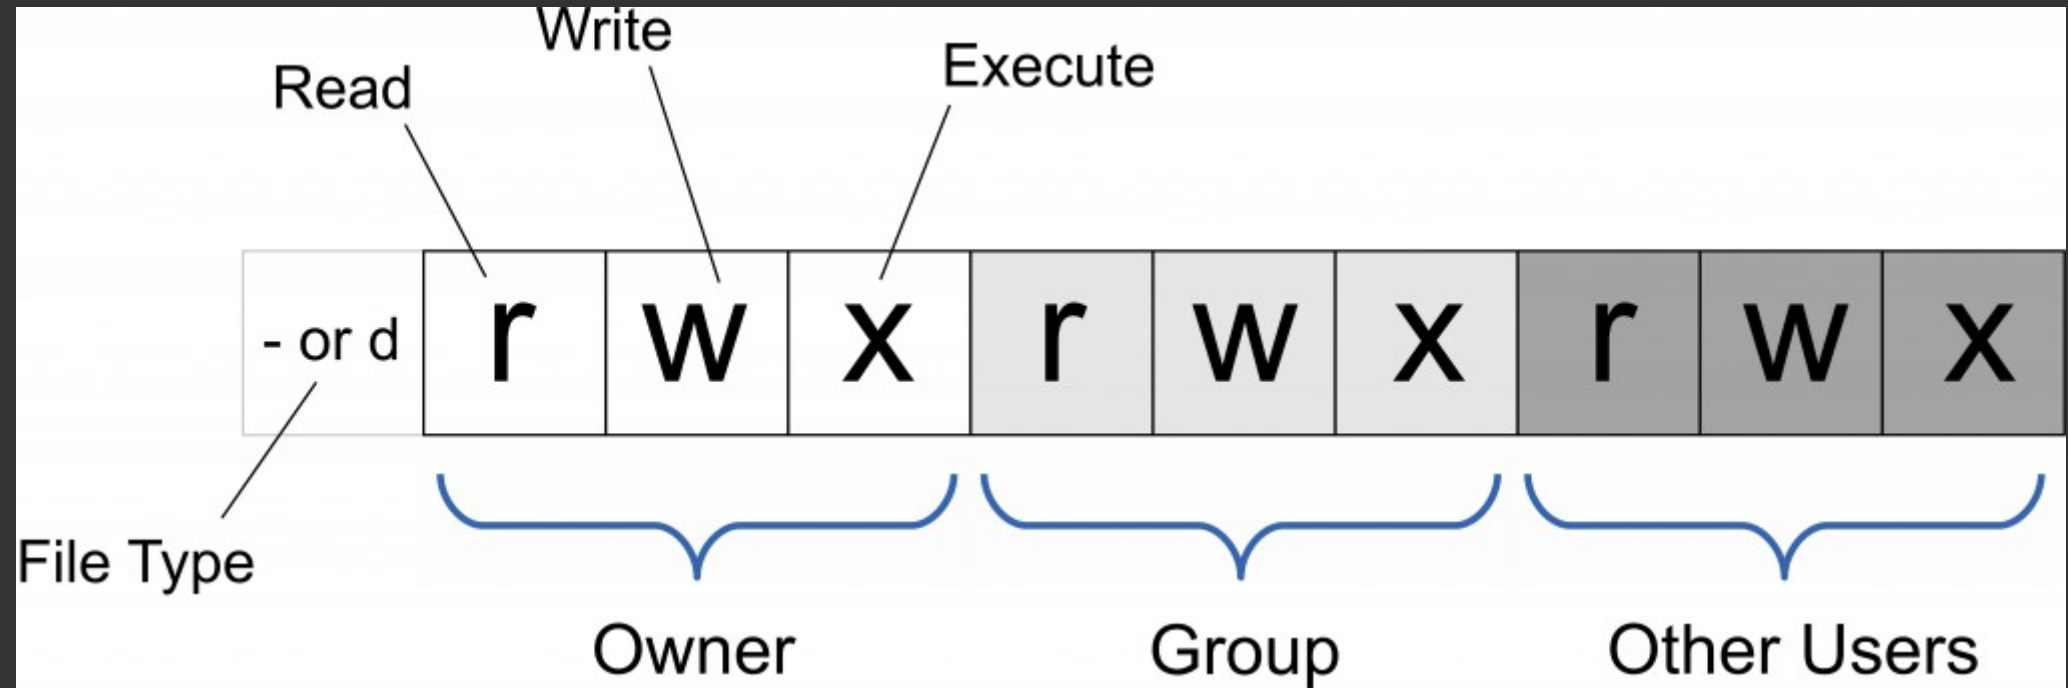 Write
Read
Execute
- or d r w x r w x r w x
File Type
Owner Group Other Users